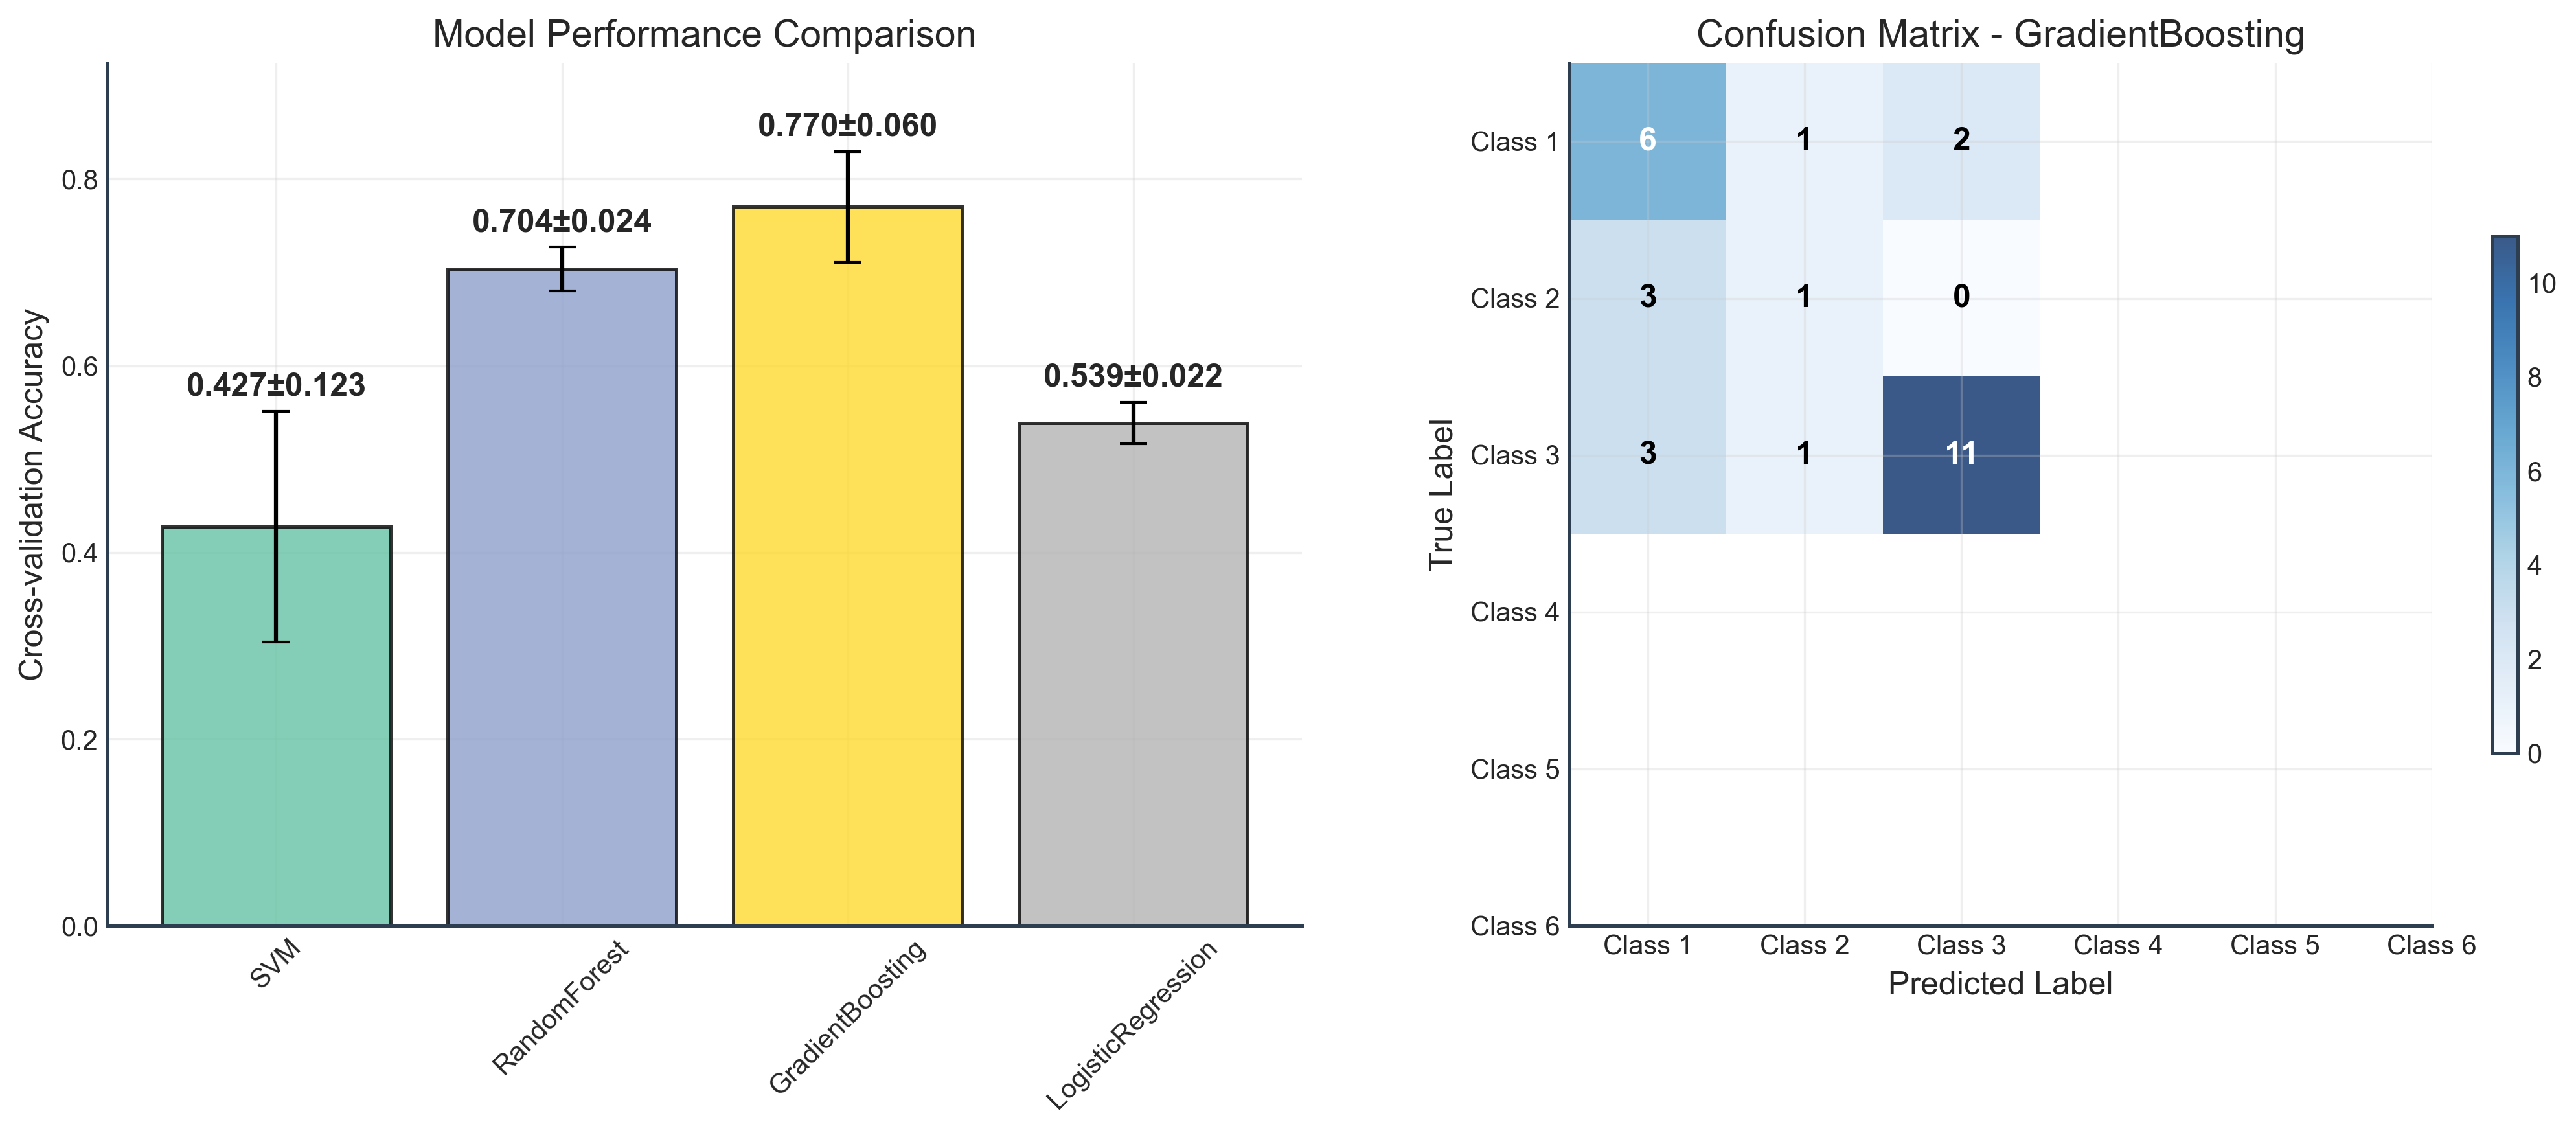 Model Performance Comparison
Cross-validation Accuracy
0.8
0.6
0.4
0.2
0.0
0.427±0.123
0.704±0.024
0.770±0.060
0.539±0.022
SVM
RandomForest
GradientBoosting
LogisticRegression
Confusion Matrix - GradientBoosting
True Label
Class 1
Class 2
Class 3
Class 4
Class 5
Class 6
6 1 2
3 1 0
3 1 11
Class 1 Class 2 Class 3 Class 4 Class 5 Class 6
Predicted Label
10
8
6
4
2
0